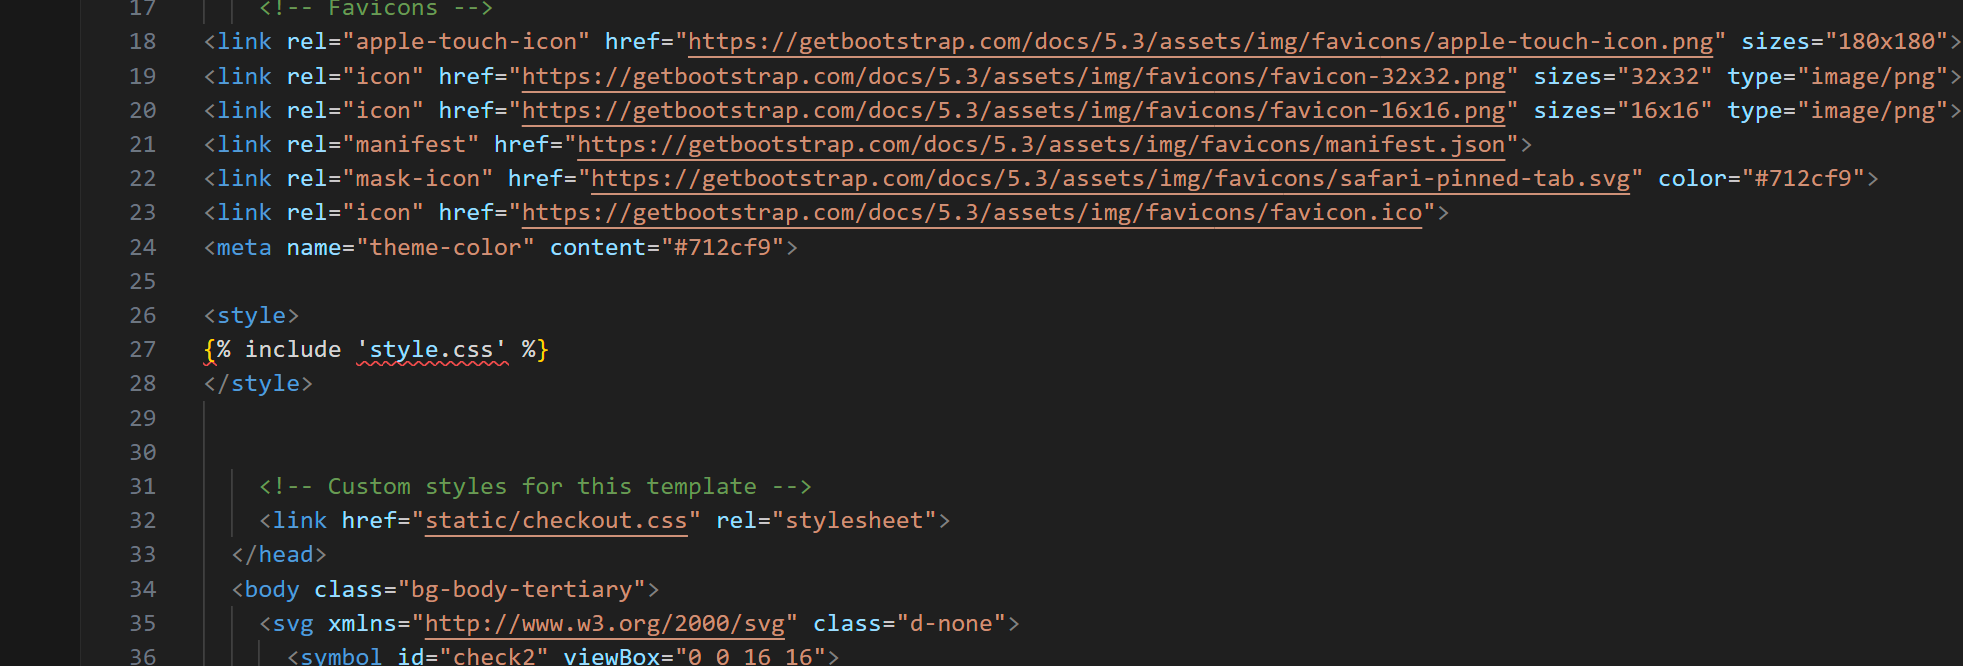 17 <!-- Favicons -->
18 <link rel="apple-touch-icon" href="https://getbootstrap.com/docs/5.3/assets/img/favicons/apple-touch-icon.png" sizes="180x180">
19 <link rel="icon" href="https://getbootstrap.com/docs/5.3/assets/img/favicons/favicon-32x32.png" sizes="32x32" type="image/png">
20 <link rel="icon" href="https://getbootstrap.com/docs/5.3/assets/img/favicons/favicon-16x16.png" sizes="16x16" type="image/png">
21 <link rel="manifest" href="https://getbootstrap.com/docs/5.3/assets/img/favicons/manifest.json">
22 <link rel="mask-icon" href="https://getbootstrap.com/docs/5.3/assets/img/favicons/safari-pinned-tab.svg" color="#712cf9">
23 <link rel="icon" href="https://getbootstrap.com/docs/5.3/assets/img/favicons/favicon.ico">
24 <meta name="theme-color" content="#712cf9">
25
26 <style>
27 {% include 'style.css' %}
28 </style>
29
30
31 <!-- Custom styles for this template -->
32 <link href="static/checkout.css" rel="stylesheet">
33 </head>
34 <body class="bg-body-tertiary">
35 <svg xmlns="http://www.w3.org/2000/svg" class="d-none">
36 <symbol id="check2" viewBox="0 0 16 16">